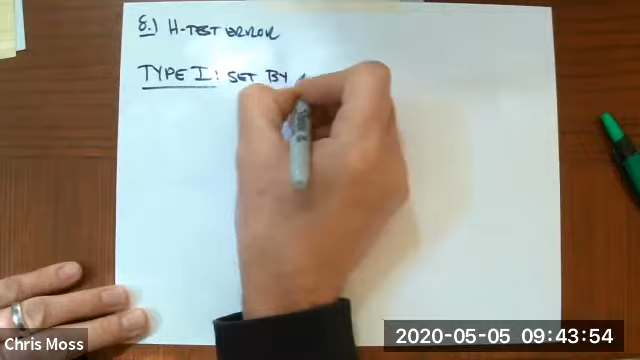 8.1 H-TEST ERROR
TYPE I: SET BY
Chris Moss
2020-05-05 09:43:54